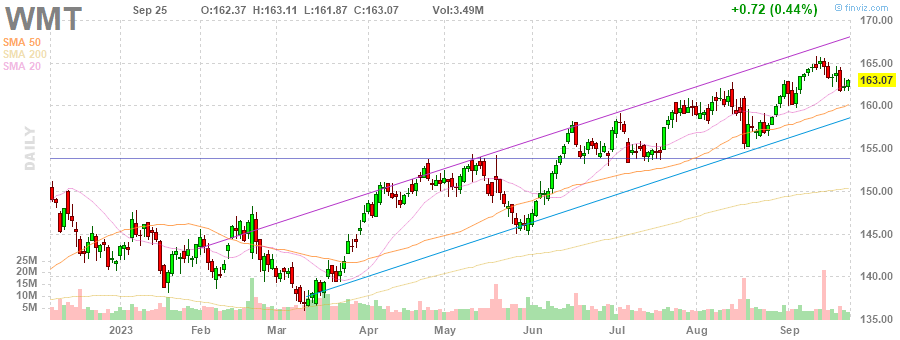 WMT
Sep 25 O:162.37 H:163.11 L:161.87 C:163.07 Vol:3.49M +0.72 (0.44%)
© finviz.com
SMA 50
SMA 200
SMA 20
DAILY
170.00
165.00
163.07
160.00
155.00
150.00
145.00
140.00
135.00
25M
20M
15M
10M
5M
2023 Feb Mar Apr May Jun Jul Aug Sep